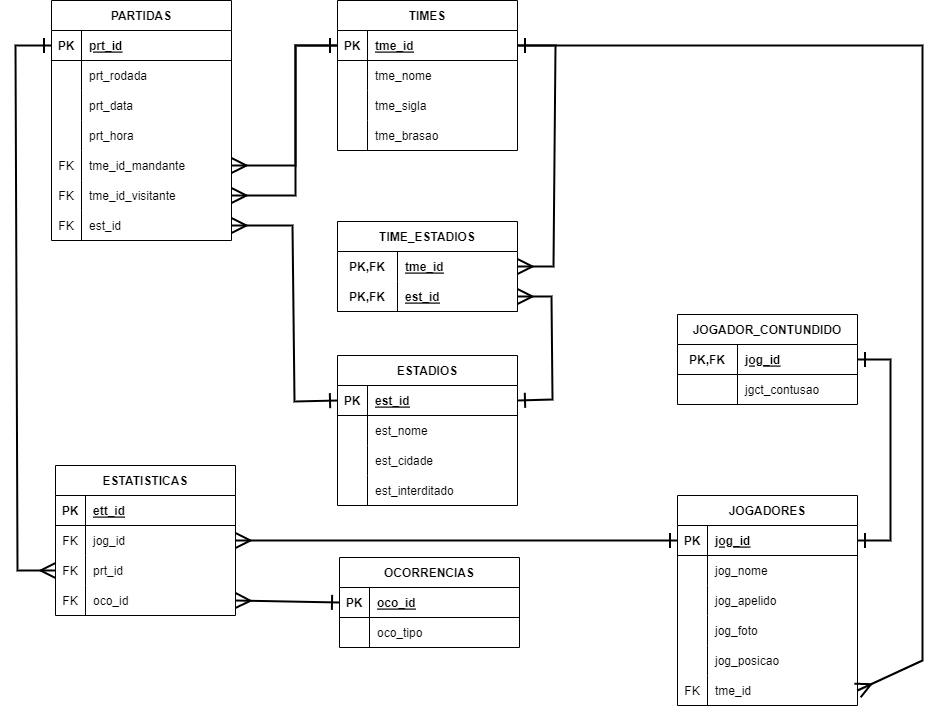 PARTIDAS
PK prt_id
prt_rodada
prt_data
prt_hora
FK tme_id_mandante
FK tme_id_visitante
FK est_id
TIMES
PK tme_id
tme_nome
tme_sigla
tme_brasao
TIME_ESTADIOS
PK,FK tme_id
PK,FK est_id
JOGADOR_CONTUNDIDO
PK,FK jog_id
jgct_contusao
ESTADIOS
PK est_id
est_nome
est_cidade
est_interditado
ESTATISTICAS
PK ett_id
FK jog_id
FK prt_id
FK oco_id
OCORRENCIAS
PK oco_id
oco_tipo
JOGADORES
PK jog_id
jog_nome
jog_apelido
jog_foto
jog_posicao
FK tme_id